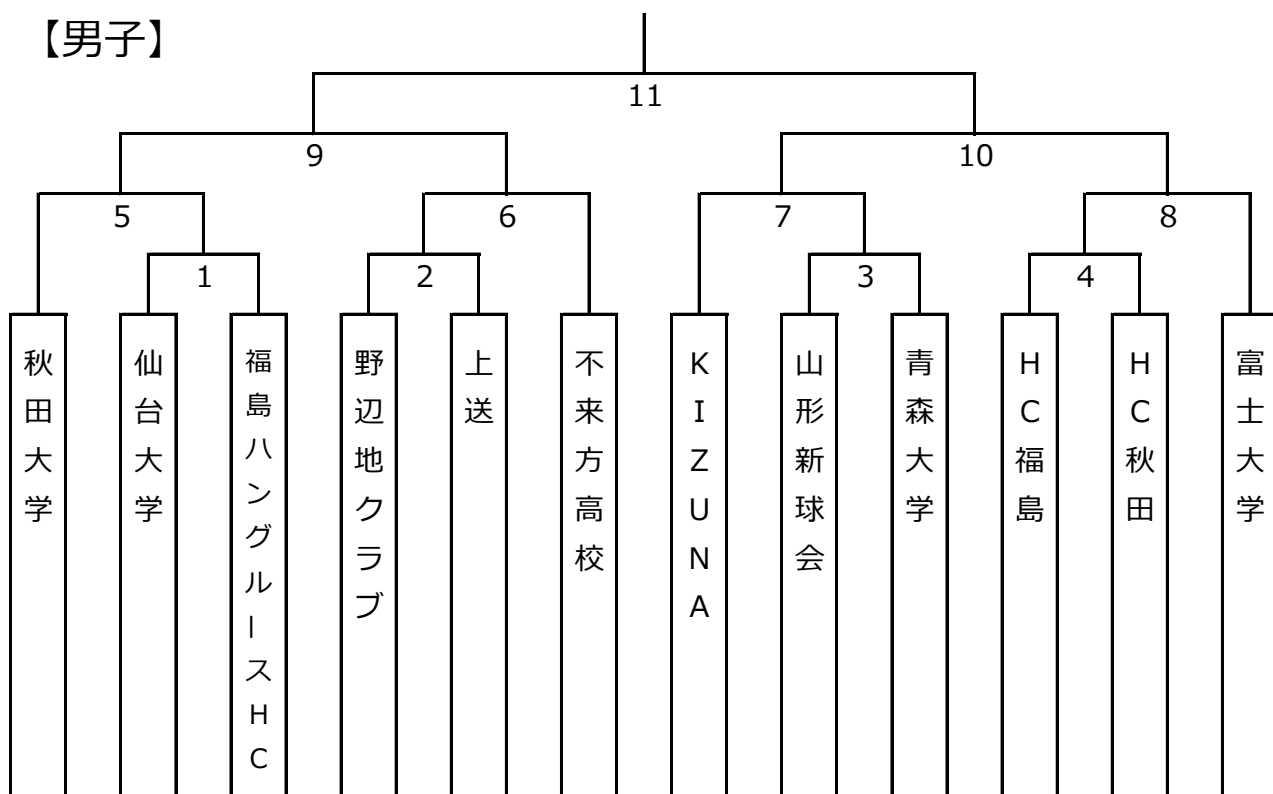 【男子】
11
9
10
5
6
7
8
1
2
3
4
秋田大学
仙台大学
福島ハングルースHC
野辺地クラブ
上送
不来方高校
KIZUNA
山形新球会
青森大学
HC福島
HC秋田
富士大学